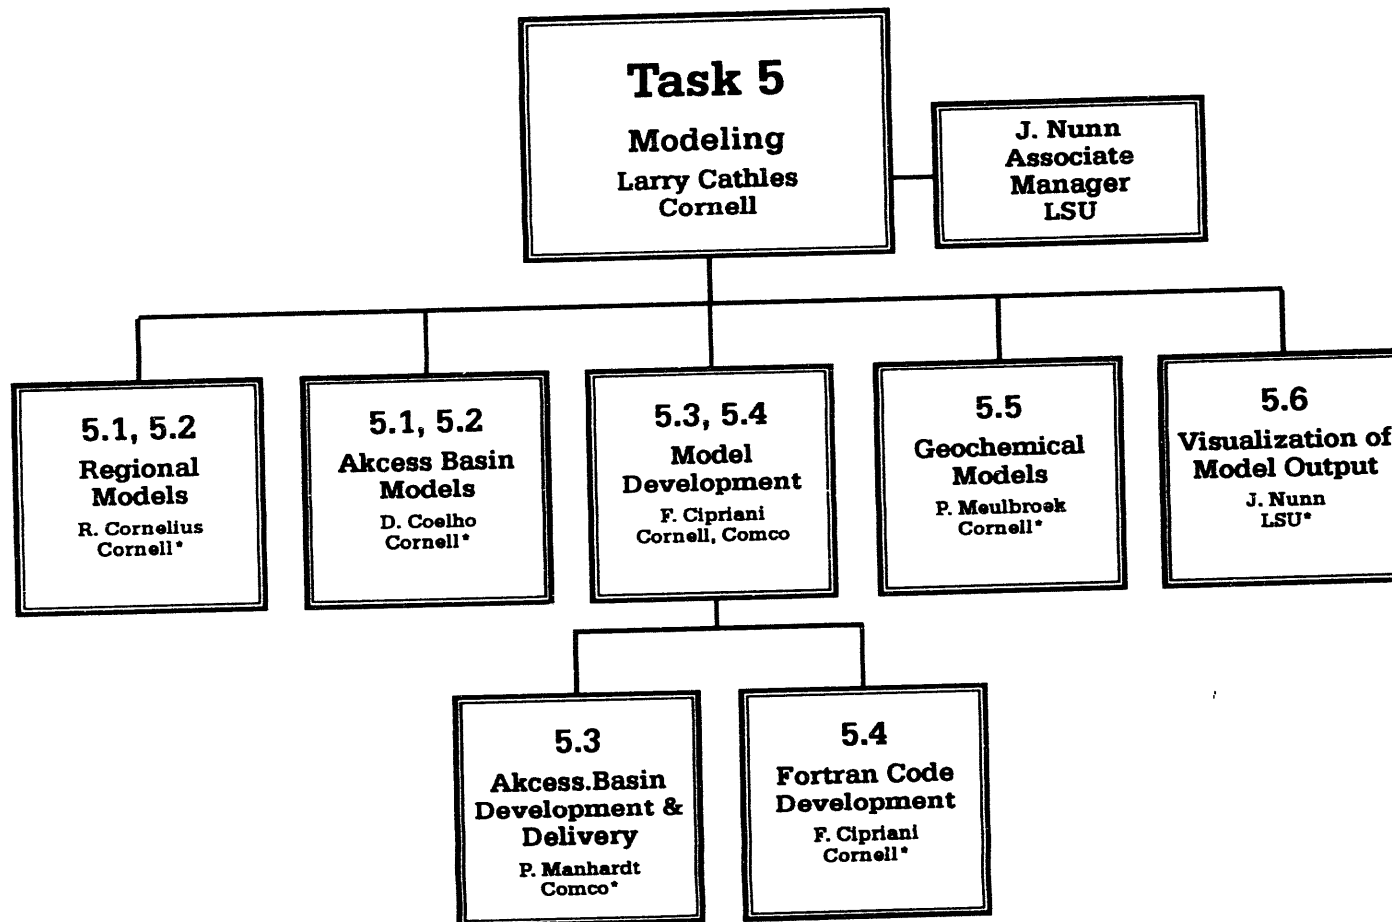 Task 5
Modeling
Larry Cathles
Cornell
J. Nunn
Associate
Manager
LSU
5.1, 5.2
Regional
Models
R. Cornelius
Cornell*
5.1, 5.2
Akcess Basin
Models
D. Coelho
Cornell*
5.3, 5.4
Model
Development
F. Cipriani
Cornell, Comco
5.5
Geochemical
Models
P. Meulbroek
Cornell*
5.6
Visualization of
Model Output
J. Nunn
LSU*
5.3
Akcess.Basin
Development &
Delivery
P. Manhardt
Comco*
5.4
Fortran Code
Development
F. Cipriani
Cornell*